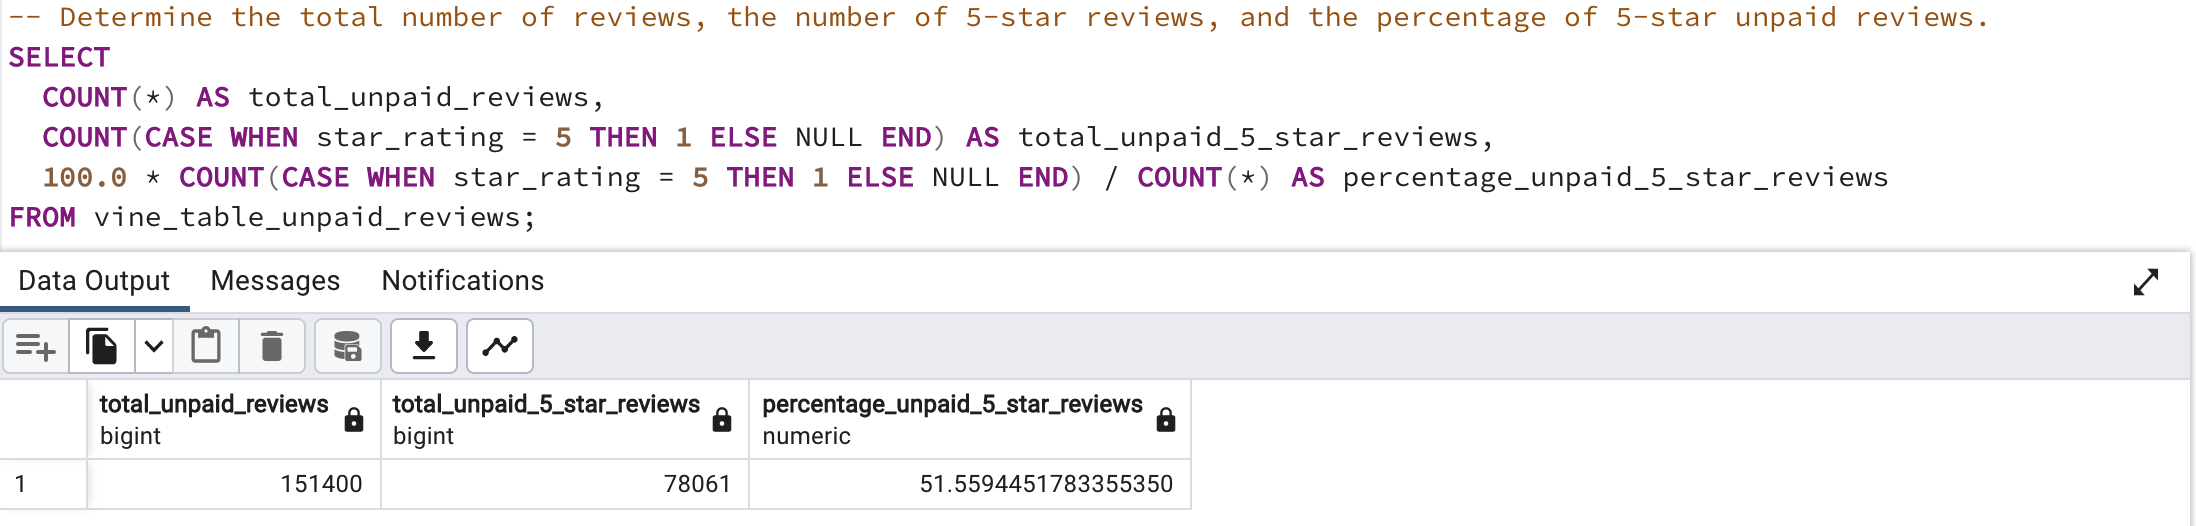 -- Determine the total number of reviews, the number of 5-star reviews, and the percentage of 5-star unpaid reviews.
SELECT
  COUNT(*) AS total_unpaid_reviews,
  COUNT(CASE WHEN star_rating = 5 THEN 1 ELSE NULL END) AS total_unpaid_5_star_reviews,
  100.0 * COUNT(CASE WHEN star_rating = 5 THEN 1 ELSE NULL END) / COUNT(*) AS percentage_unpaid_5_star_reviews
FROM vine_table_unpaid_reviews;
Data Output Messages Notifications
total_unpaid_reviews total_unpaid_5_star_reviews percentage_unpaid_5_star_reviews
bigint bigint numeric
1 151400 78061 51.5594451783355350